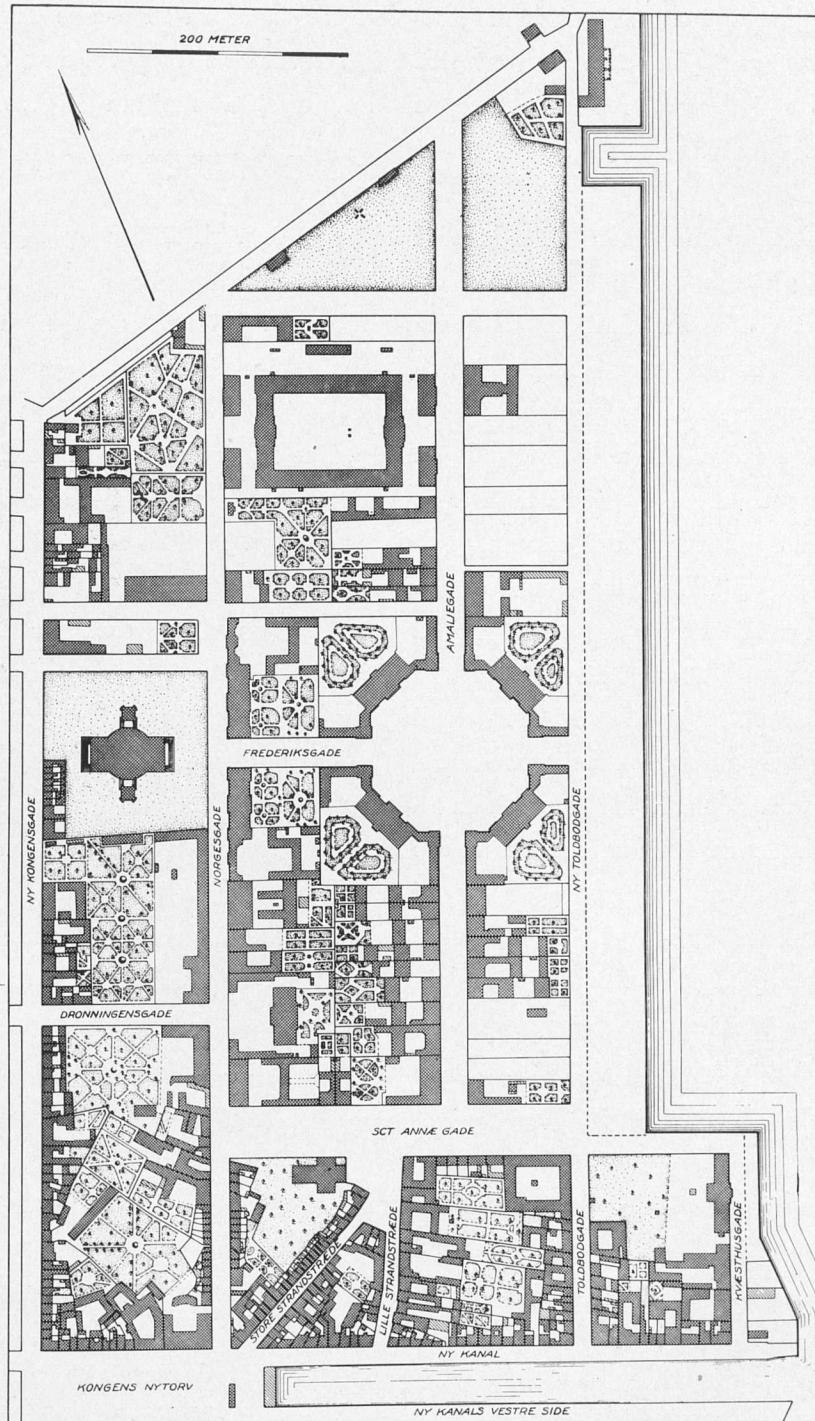 200 METER
AMALIEGADE
FREDERIKSGADE
NY KONGENSGADE
NORGESGADE
NY TOLDBODGADE
DRONNINGENSGADE
SCT ANNÆ GADE
STORE STRANDSTRÆDE
LILLE STRANDSTRÆDE
TOLDBODGADE
KVÆSTHUSGADE
NY KANAL
KONGENS NYTORV
NY KANALS VESTRE SIDE